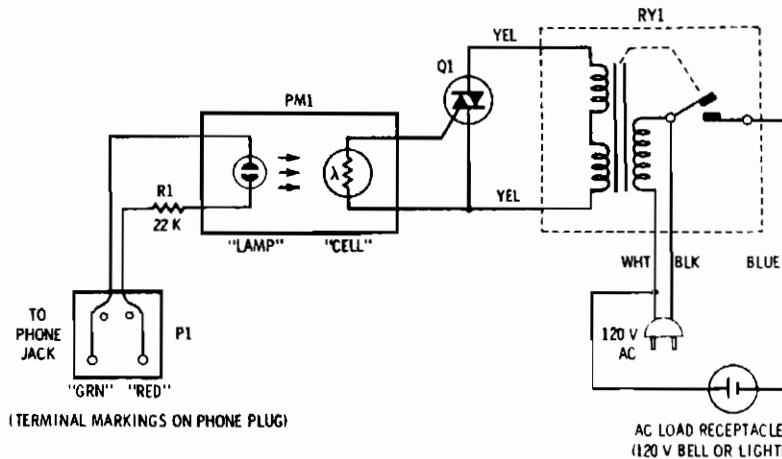 RY1
YEL
Q1
PM1
λ
R1
22 K
YEL
"LAMP"
"CELL"
WHT
BLK
BLUE
TO
PHONE
JACK
P1
120 V
AC
"GRN"
"RED"
(TERMINAL MARKINGS ON PHONE PLUG)
AC LOAD RECEPTACLE
(120 V BELL OR LIGHT